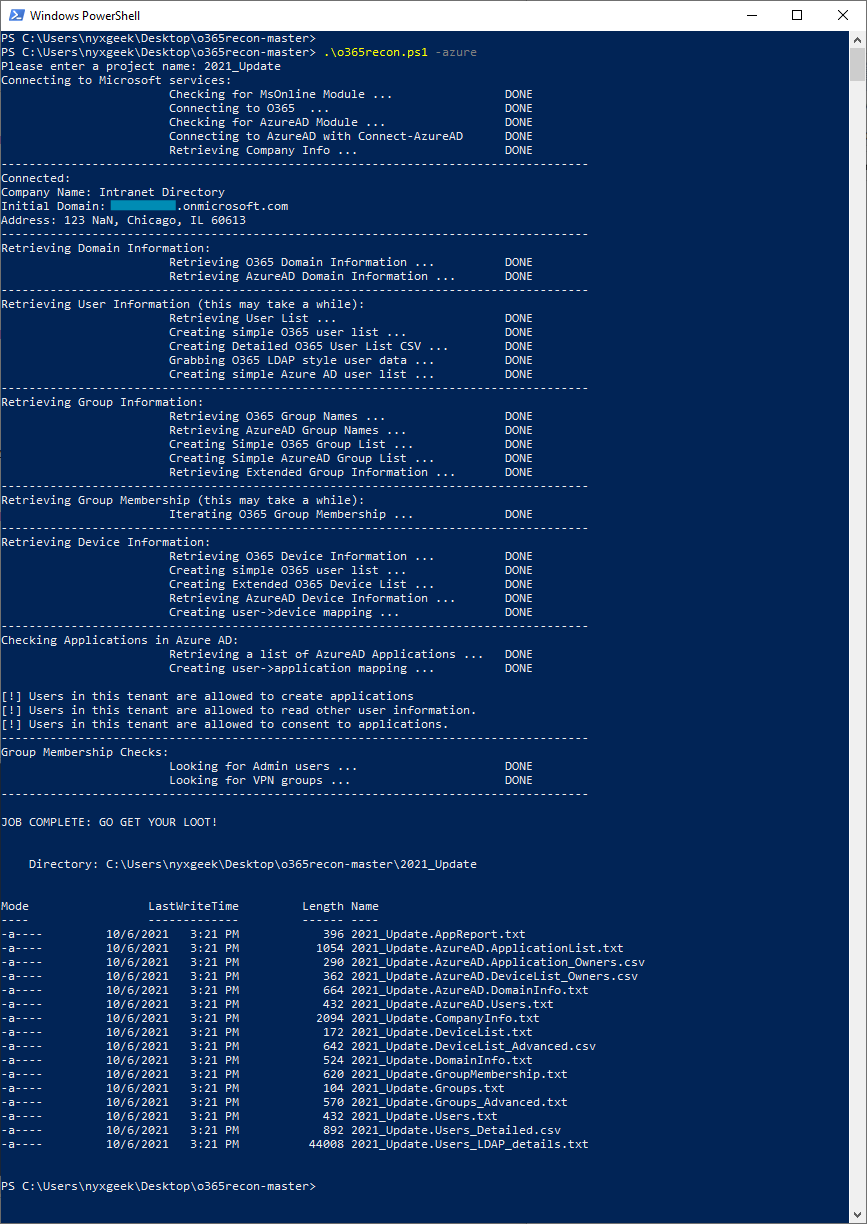 Windows PowerShell
PS C:\Users\nyxgeek\Desktop\o365recon-master>
PS C:\Users\nyxgeek\Desktop\o365recon-master> .\o365recon.ps1 -azure
Please enter a project name: 2021_Update
Connecting to Microsoft services:
Checking for MsOnline Module ... DONE
Connecting to O365 ... DONE
Checking for AzureAD Module ... DONE
Connecting to AzureAD with Connect-AzureAD DONE
Retrieving Company Info ... DONE
------------------------------------------------------------------------------------
Connected:
Company Name: Intranet Directory
Initial Domain: .onmicrosoft.com
Address: 123 NaN, Chicago, IL 60613
------------------------------------------------------------------------------------
Retrieving Domain Information:
Retrieving O365 Domain Information ... DONE
Retrieving AzureAD Domain Information ... DONE
------------------------------------------------------------------------------------
Retrieving User Information (this may take a while):
Retrieving User List ... DONE
Creating simple O365 user list ... DONE
Creating Detailed O365 User List CSV ... DONE
Grabbing O365 LDAP style user data ... DONE
Creating simple Azure AD user list ... DONE
------------------------------------------------------------------------------------
Retrieving Group Information:
Retrieving O365 Group Names ... DONE
Retrieving AzureAD Group Names ... DONE
Creating Simple O365 Group List ... DONE
Creating Simple AzureAD Group List ... DONE
Retrieving Extended Group Information ... DONE
------------------------------------------------------------------------------------
Retrieving Group Membership (this may take a while):
Iterating O365 Group Membership ... DONE
------------------------------------------------------------------------------------
Retrieving Device Information:
Retrieving O365 Device Information ... DONE
Creating simple O365 user list ... DONE
Creating Extended O365 Device List ... DONE
Retrieving AzureAD Device Information ... DONE
Creating user->device mapping ... DONE
------------------------------------------------------------------------------------
Checking Applications in Azure AD:
Retrieving a list of AzureAD Applications ... DONE
Creating user->application mapping ... DONE
[!] Users in this tenant are allowed to create applications
[!] Users in this tenant are allowed to read other user information.
[!] Users in this tenant are allowed to consent to applications.
------------------------------------------------------------------------------------
Group Membership Checks:
Looking for Admin users ... DONE
Looking for VPN groups ... DONE
------------------------------------------------------------------------------------
JOB COMPLETE: GO GET YOUR LOOT!
Directory: C:\Users\nyxgeek\Desktop\o365recon-master\2021_Update
Mode LastWriteTime Length Name
---- ------------- ------ ----
-a---- 10/6/2021 3:21 PM 396 2021_Update.AppReport.txt
-a---- 10/6/2021 3:21 PM 1054 2021_Update.AzureAD.ApplicationList.txt
-a---- 10/6/2021 3:21 PM 290 2021_Update.AzureAD.Application_Owners.csv
-a---- 10/6/2021 3:21 PM 362 2021_Update.AzureAD.DeviceList_Owners.csv
-a---- 10/6/2021 3:21 PM 664 2021_Update.AzureAD.DomainInfo.txt
-a---- 10/6/2021 3:21 PM 432 2021_Update.AzureAD.Users.txt
-a---- 10/6/2021 3:21 PM 2094 2021_Update.CompanyInfo.txt
-a---- 10/6/2021 3:21 PM 172 2021_Update.DeviceList.txt
-a---- 10/6/2021 3:21 PM 642 2021_Update.DeviceList_Advanced.csv
-a---- 10/6/2021 3:21 PM 524 2021_Update.DomainInfo.txt
-a---- 10/6/2021 3:21 PM 620 2021_Update.GroupMembership.txt
-a---- 10/6/2021 3:21 PM 104 2021_Update.Groups.txt
-a---- 10/6/2021 3:21 PM 570 2021_Update.Groups_Advanced.txt
-a---- 10/6/2021 3:21 PM 432 2021_Update.Users.txt
-a---- 10/6/2021 3:21 PM 892 2021_Update.Users_Detailed.csv
-a---- 10/6/2021 3:21 PM 44008 2021_Update.Users_LDAP_details.txt
PS C:\Users\nyxgeek\Desktop\o365recon-master>